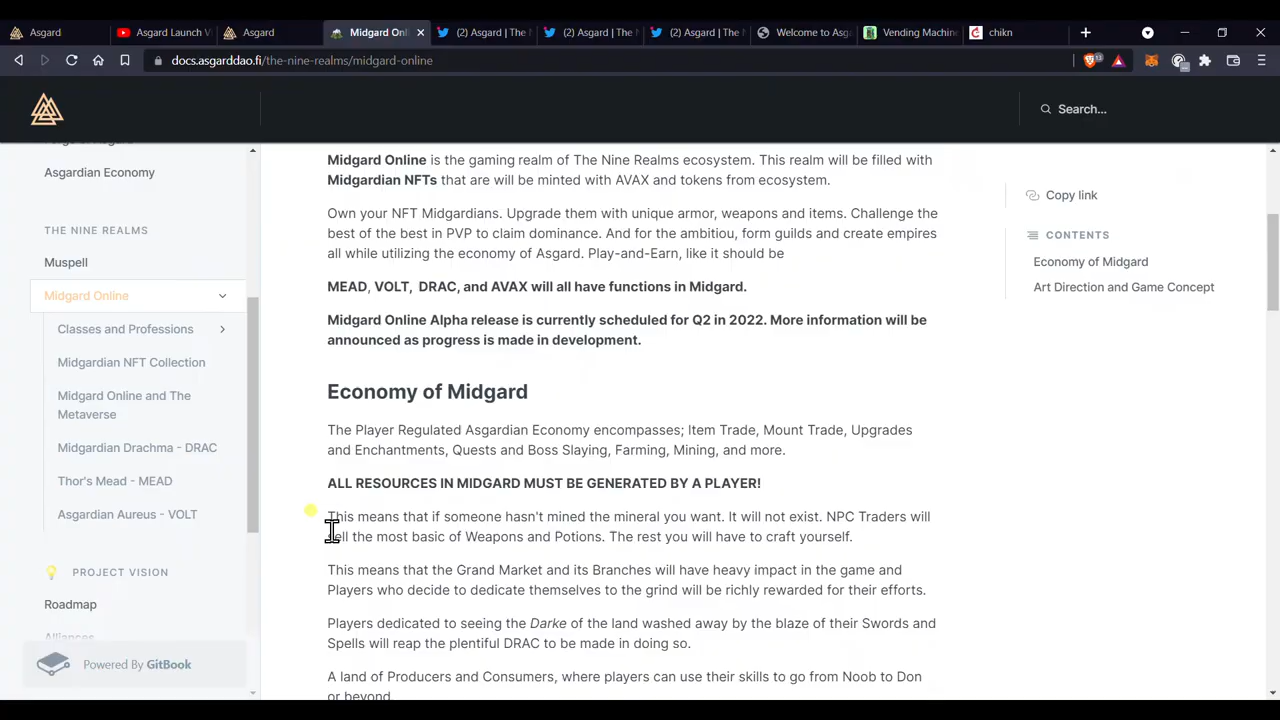 Asgard
Asgard Launch Vi
Asgard
Midgard Onli
(2) Asgard | The N
(2) Asgard | The N
(2) Asgard | The N
Welcome to Asg
Vending Machin
chikn
docs.asgarddao.fi/the-nine-realms/midgard-online
13
Search...
Asgardian Economy
THE NINE REALMS
Muspell
Midgard Online
Classes and Professions
Midgardian NFT Collection
Midgard Online and The
Metaverse
Midgardian Drachma - DRAC
Thor's Mead - MEAD
Asgardian Aureus - VOLT
PROJECT VISION
Roadmap
Alliances
Powered By GitBook
Midgard Online is the gaming realm of The Nine Realms ecosystem. This realm will be filled with
Midgardian NFTs that are will be minted with AVAX and tokens from ecosystem.
Own your NFT Midgardians. Upgrade them with unique armor, weapons and items. Challenge the
best of the best in PVP to claim dominance. And for the ambitiou, form guilds and create empires
all while utilizing the economy of Asgard. Play-and-Earn, like it should be
MEAD, VOLT, DRAC, and AVAX will all have functions in Midgard.
Midgard Online Alpha release is currently scheduled for Q2 in 2022. More information will be
announced as progress is made in development.
Economy of Midgard
The Player Regulated Asgardian Economy encompasses; Item Trade, Mount Trade, Upgrades
and Enchantments, Quests and Boss Slaying, Farming, Mining, and more.
ALL RESOURCES IN MIDGARD MUST BE GENERATED BY A PLAYER!
This means that if someone hasn't mined the mineral you want. It will not exist. NPC Traders will
sell the most basic of Weapons and Potions. The rest you will have to craft yourself.
This means that the Grand Market and its Branches will have heavy impact in the game and
Players who decide to dedicate themselves to the grind will be richly rewarded for their efforts.
Players dedicated to seeing the Darke of the land washed away by the blaze of their Swords and
Spells will reap the plentiful DRAC to be made in doing so.
A land of Producers and Consumers, where players can use their skills to go from Noob to Don
or beyond.
Copy link
CONTENTS
Economy of Midgard
Art Direction and Game Concept